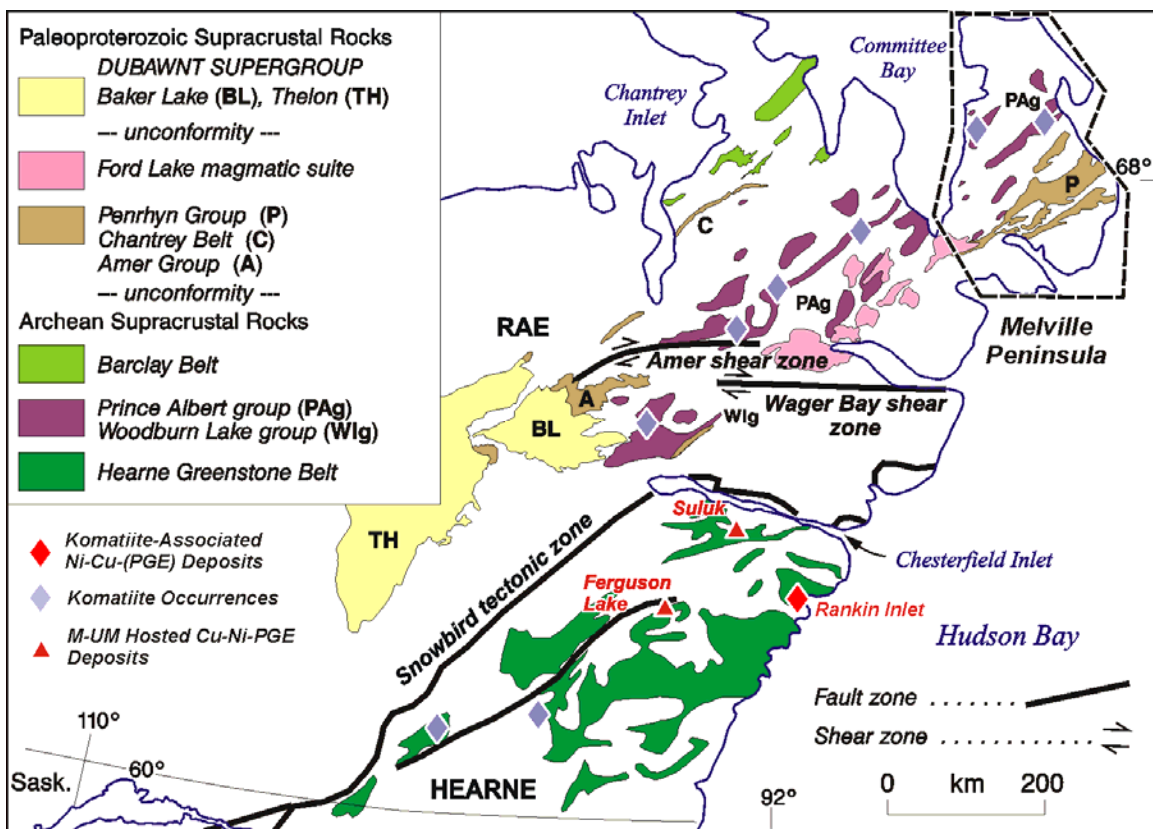 Paleoproterozoic Supracrustal Rocks
DUBAWNT SUPERGROUP
Baker Lake (BL), Thelon (TH)
--- unconformity ---
Ford Lake magmatic suite
Penrhyn Group (P)
Chantrey Belt (C)
Amer Group (A)
--- unconformity ---
Archean Supracrustal Rocks
Barclay Belt
Prince Albert group (PAg)
Woodburn Lake group (Wlg)
Hearne Greenstone Belt
Komatiite-Associated
Ni-Cu-(PGE) Deposits
Komatiite Occurrences
M-UM Hosted Cu-Ni-PGE
Deposits
Committee
Bay
Chantrey
Inlet
PAg
68°
P
C
PAg
RAE
Melville
Peninsula
Amer shear zone
A
Wager Bay shear
zone
Wlg
BL
TH
Suluk
Snowbird tectonic zone
Chesterfield Inlet
Ferguson
Lake
Rankin Inlet
Hudson Bay
Fault zone ......
Shear zone ..........
110°
60°
Sask.
HEARNE
92°
0 km 200